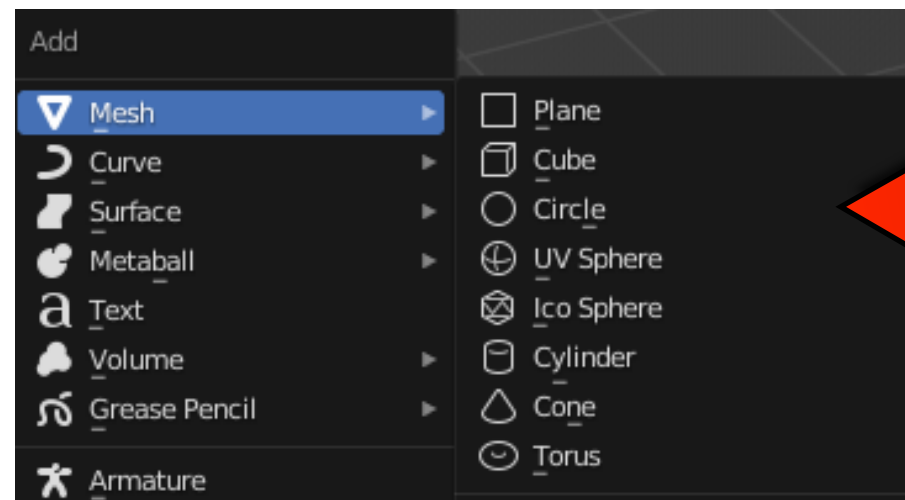 Add
Mesh
Curve
Surface
Metaball
Text
Volume
Grease Pencil
Armature
Plane
Cube
Circle
UV Sphere
Ico Sphere
Cylinder
Cone
Torus